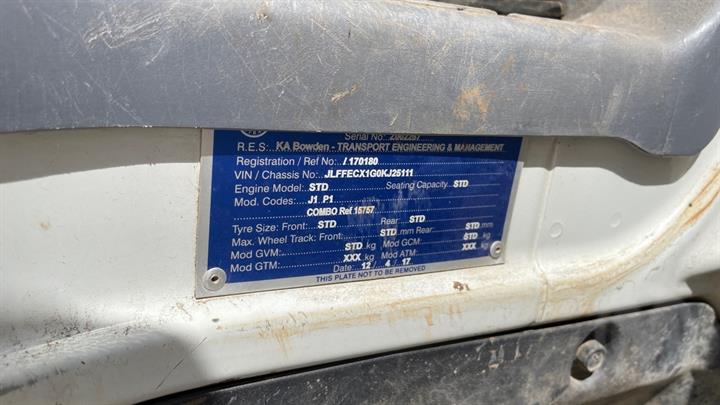 Serial No: 2002257
R.E.S: KA Bowden - TRANSPORT ENGINEERING & MANAGEMENT
Registration / Ref No: / 170180
VIN / Chassis No: JLFFECX1G0KJ25111
Engine Model: STD Seating Capacity: STD
Mod. Codes: J1 P1
COMBO Ref 15757
Tyre Size: Front: STD Rear: STD
Max. Wheel Track: Front: STD mm Rear: STD mm
Mod GVM: STD kg Mod GCM: STD kg
Mod GTM: XXX kg Mod ATM: XXX kg
Date: 12 / 4 / 17
THIS PLATE NOT TO BE REMOVED